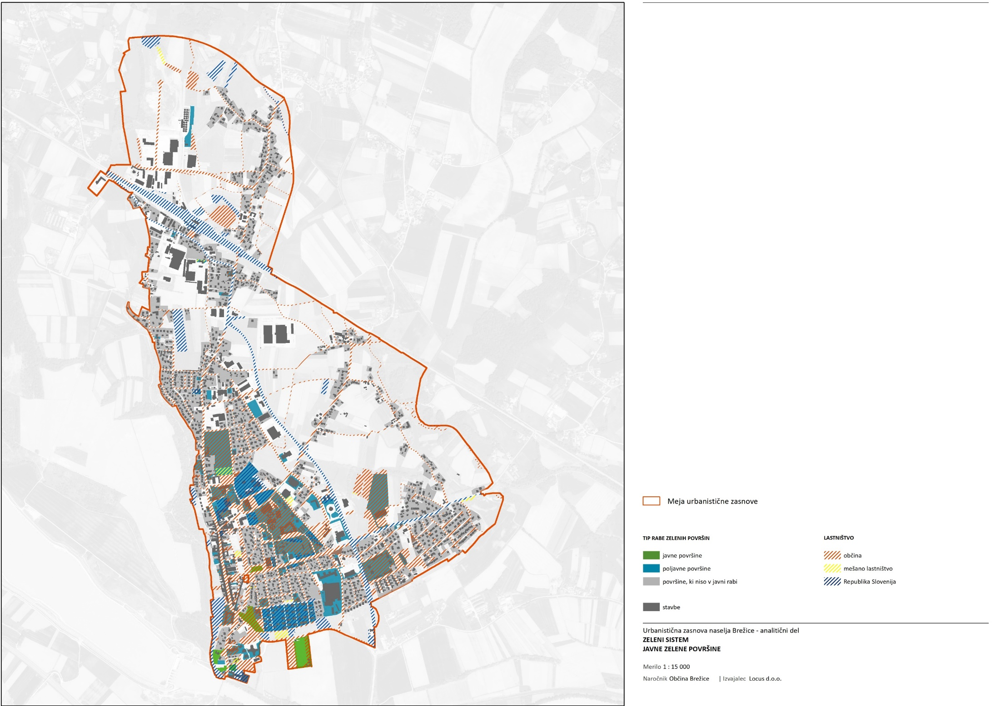 Meja urbanistične zasnove
TIP RABE ZELENIH POVRŠIN
javne površine
poljavne površine
površine, ki niso v javni rabi
stavbe
LASTNIŠTVO
občina
mešano lastništvo
Republika Slovenija
Urbanistična zasnova naselja Brežice - analitični del
ZELENI SISTEM
JAVNE ZELENE POVRŠINE
Merilo 1 : 15 000
Naročnik Občina Brežice | Izvajalec Locus d.o.o.